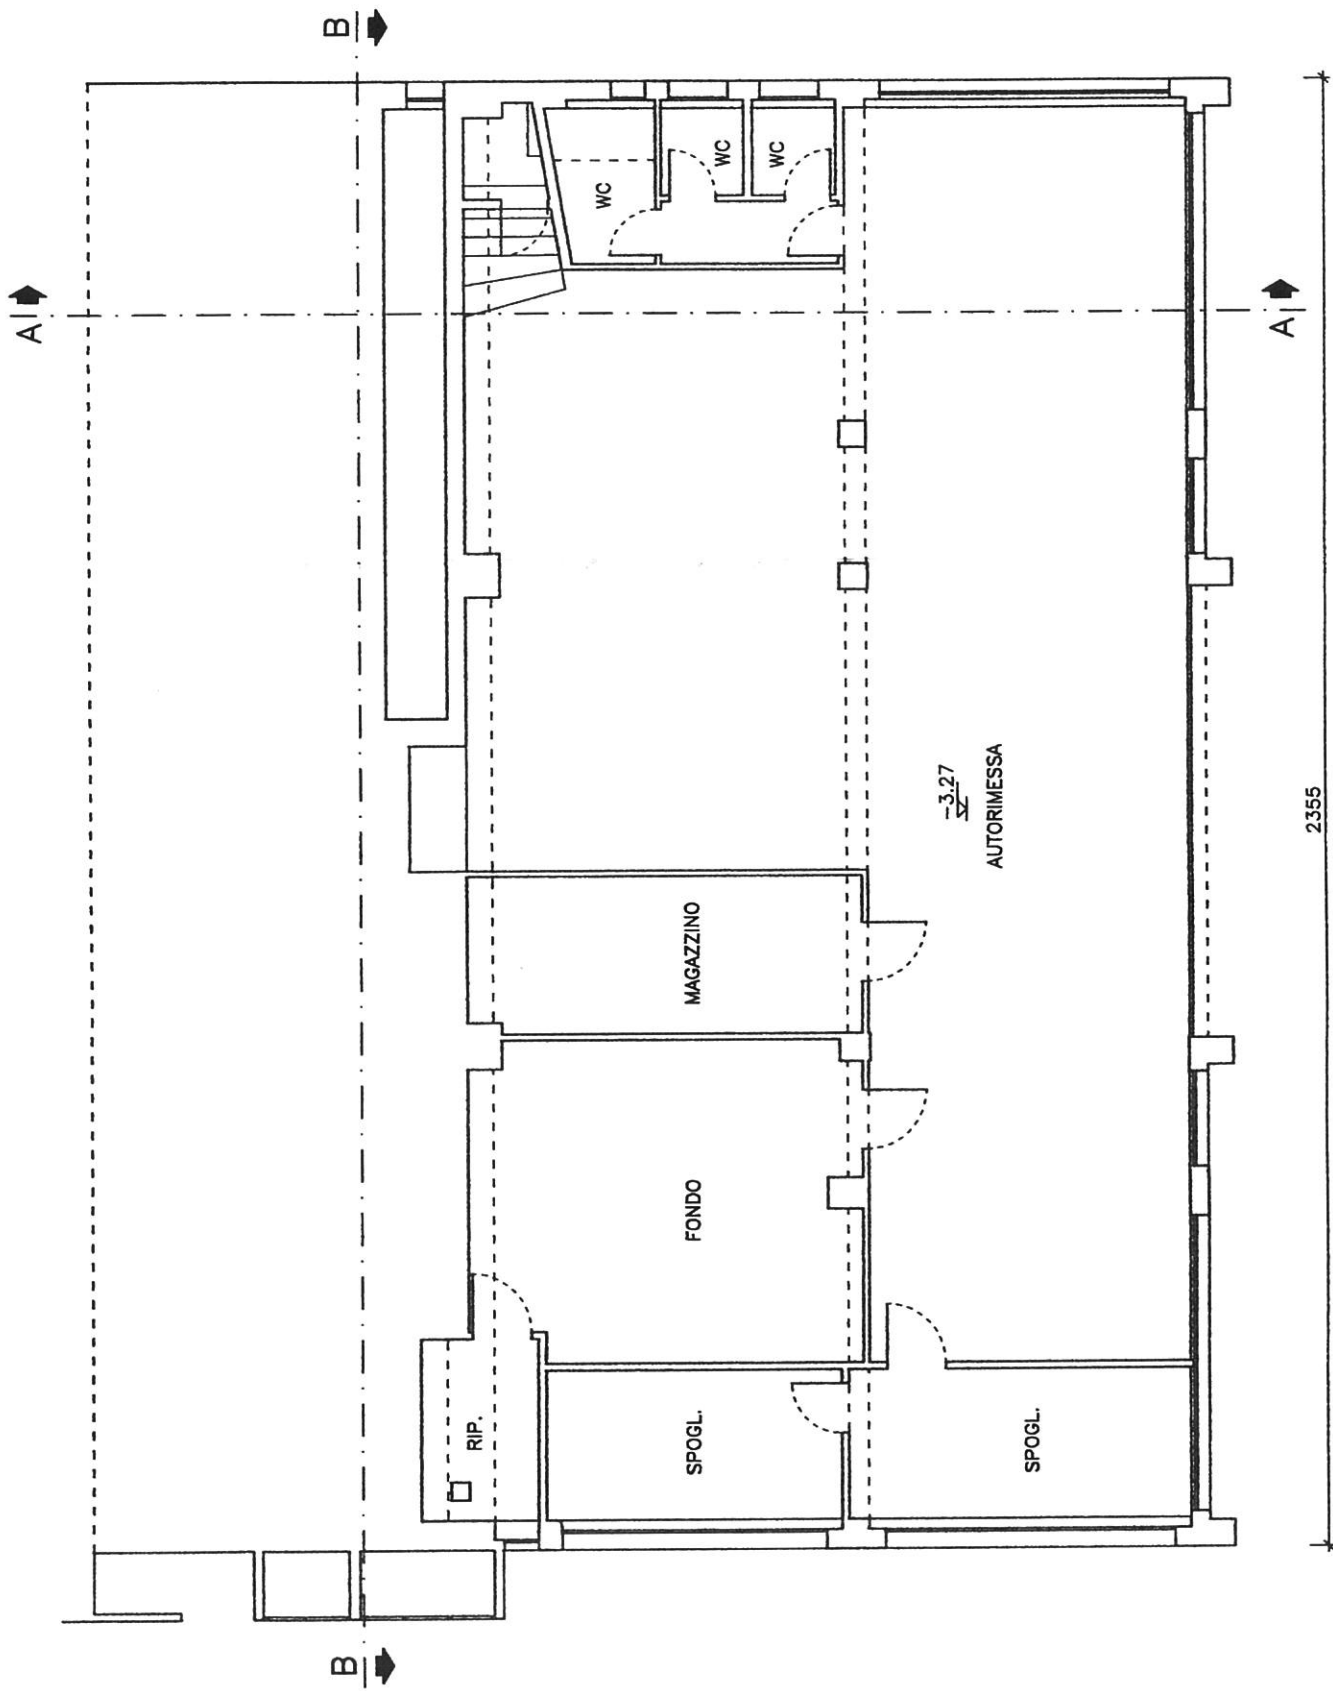 B
A
A
WC
WC
WC
-3.27
AUTORIMESSA
2355
MAGAZZINO
FONDO
RIP.
SPOGL.
SPOGL.
B